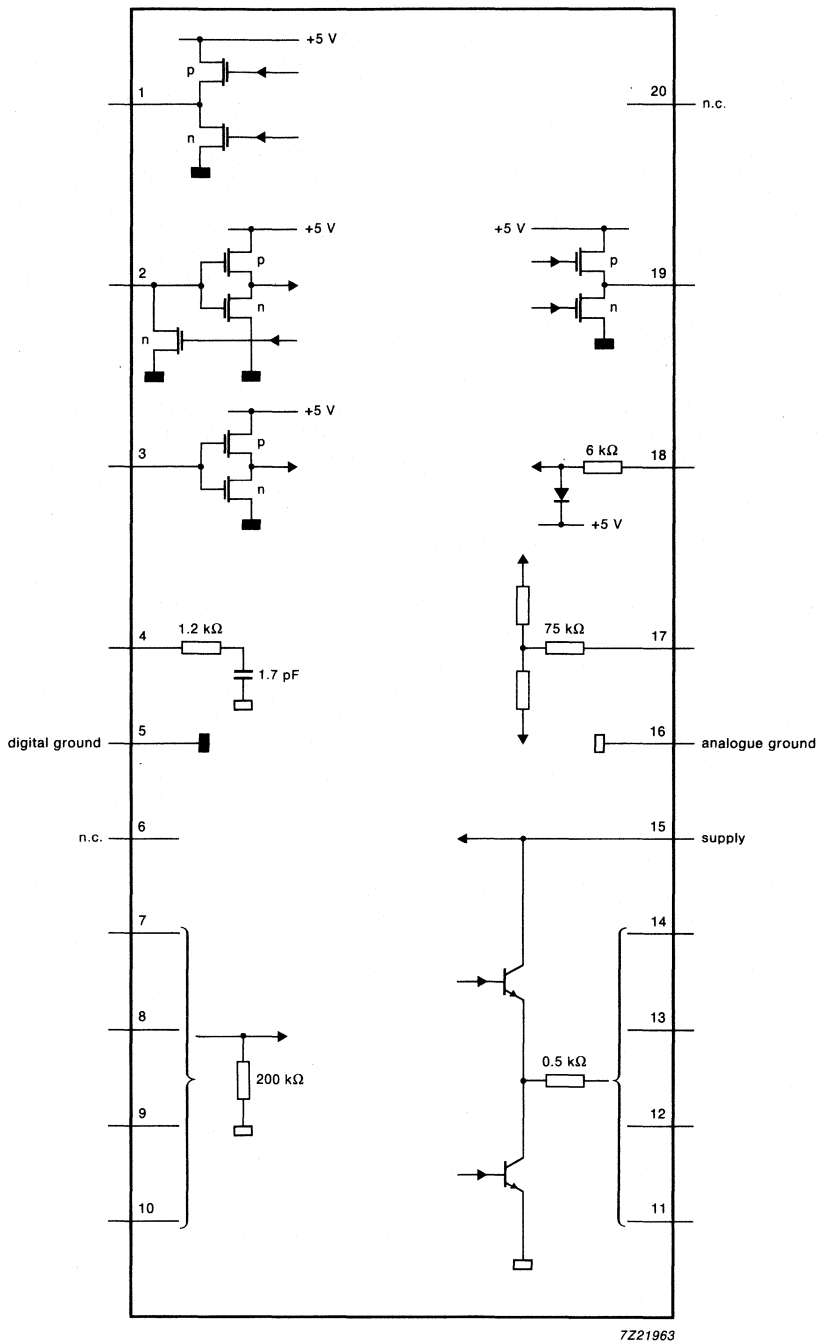 +5 V
p
1
20
n.c.
n
+5 V
+5 V
p
p
2
19
n
n
n
+5 V
3
p
6 kΩ
18
n
+5 V
4
1.2 kΩ
75 kΩ
17
1.7 pF
digital ground
5
16
analogue ground
n.c.
6
15
supply
7
14
8
13
200 kΩ
0.5 kΩ
9
12
10
11
7Z21963